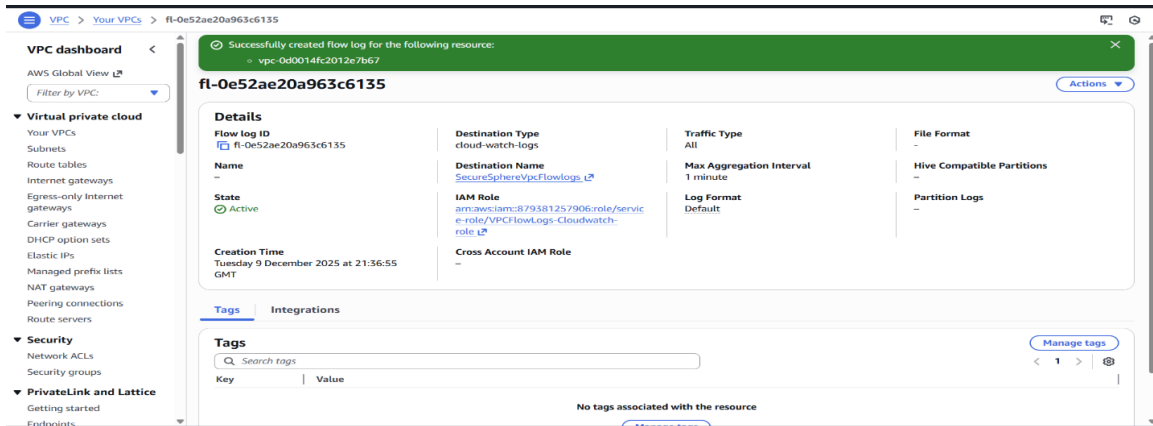 VPC > Your VPCs > fl-0e52ae20a963c6135
VPC dashboard
AWS Global View
Filter by VPC:
Virtual private cloud
Your VPCs
Subnets
Route tables
Internet gateways
Egress-only Internet
gateways
Carrier gateways
DHCP option sets
Elastic IPs
Managed prefix lists
NAT gateways
Peering connections
Route servers
Security
Network ACLs
Security groups
PrivateLink and Lattice
Getting started
Endpoints
Successfully created flow log for the following resource:
vpc-0d0014fc2012e7b67
fl-0e52ae20a963c6135
Actions
Details
Flow log ID
fl-0e52ae20a963c6135
Name
–
State
Active
Creation Time
Tuesday 9 December 2025 at 21:36:55
GMT
Destination Type
cloud-watch-logs
Destination Name
SecureSphereVpcFlowlogs
IAM Role
arn:aws:iam::879381257906:role/servic
e-role/VPCFlowLogs-Cloudwatch-
role
Cross Account IAM Role
–
Traffic Type
All
Max Aggregation Interval
1 minute
Log Format
Default
File Format
-
Hive Compatible Partitions
–
Partition Logs
–
Tags
Integrations
Tags
Manage tags
Search tags
1
Key
Value
No tags associated with the resource
Manage tags